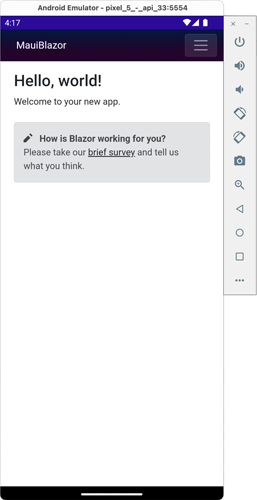 Android Emulator - pixel_5_-_api_33:5554
4:17
MauiBlazor
Hello, world!
Welcome to your new app.
How is Blazor working for you?
Please take our brief survey and tell us
what you think.